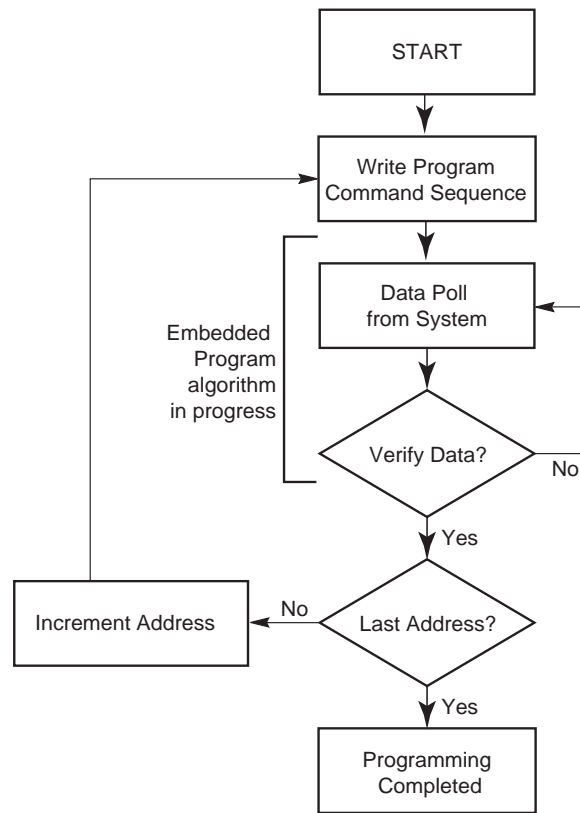 START
Write Program
Command Sequence
Data Poll
from System
Embedded
Program
algorithm
in progress
Verify Data?
No
Yes
Last Address?
No
Increment Address
Yes
Programming
Completed